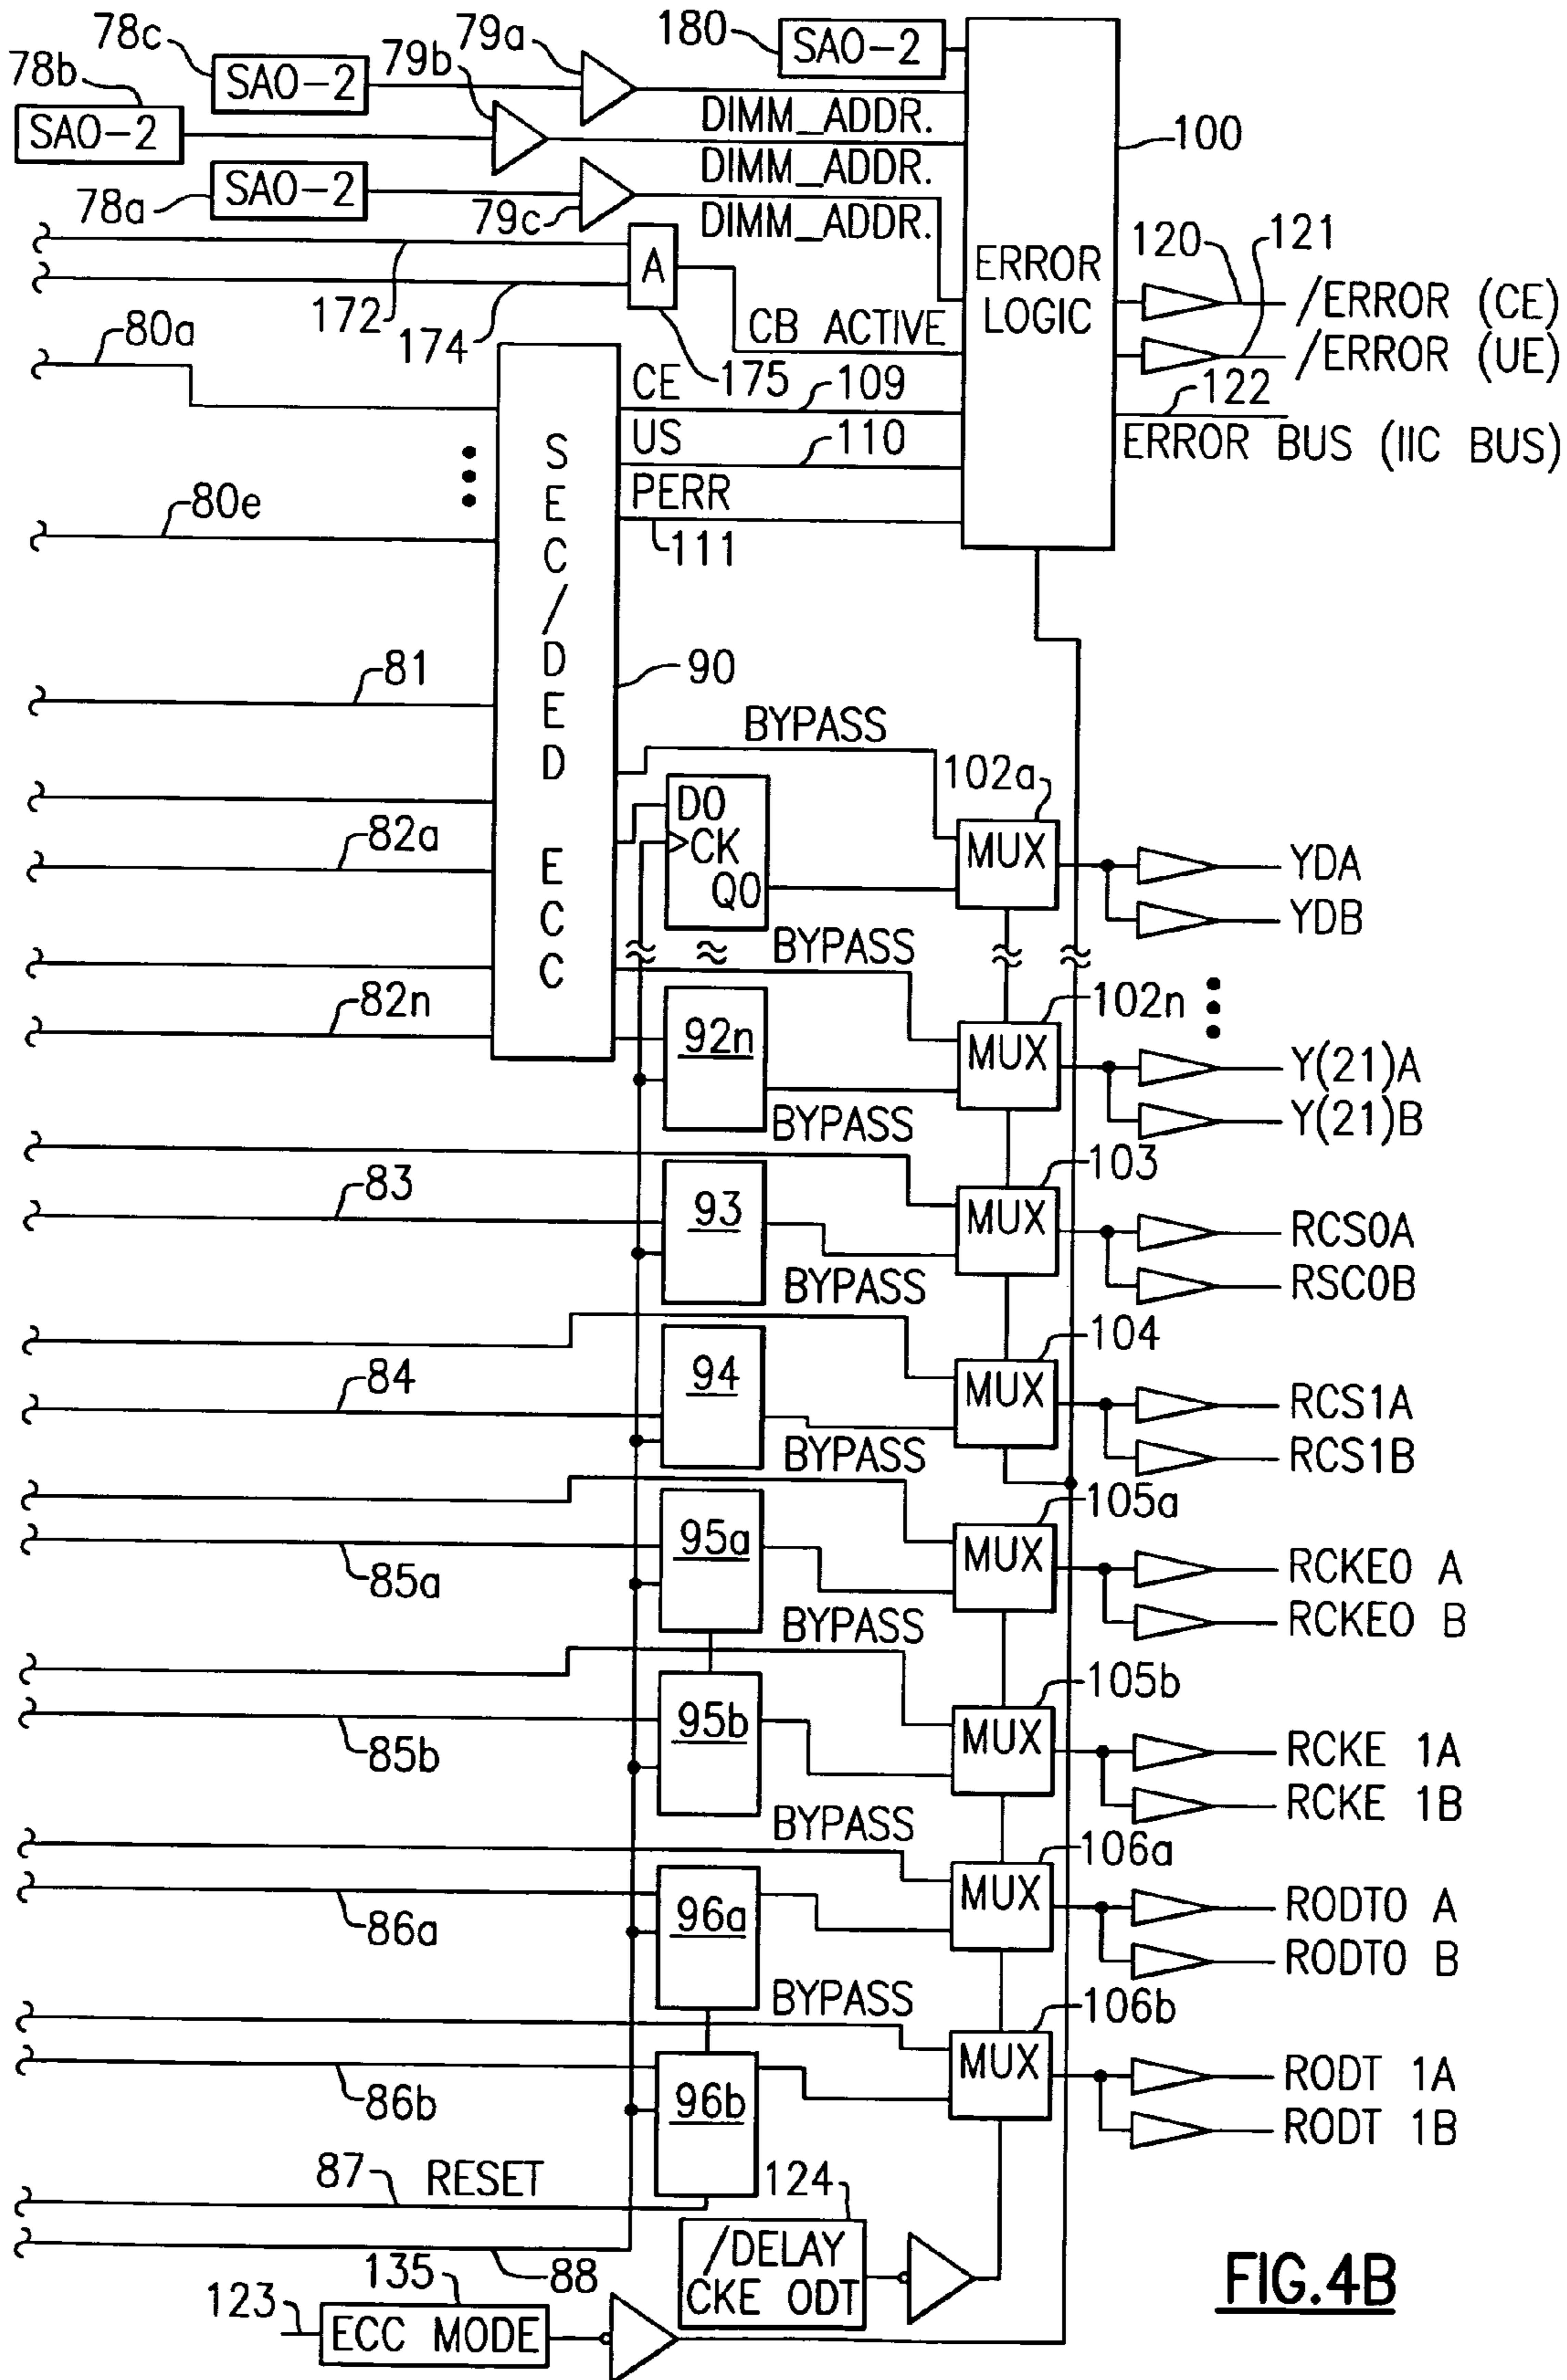 78c
SAO-2
79a
180
SAO-2
78b
SAO-2
79b
DIMM_ADDR.
100
DIMM_ADDR.
78a
SAO-2
79c
DIMM_ADDR.
A
ERROR
LOGIC
120
121
/ERROR (CE)
172
174
175
CB ACTIVE
/ERROR (UE)
80a
CE
109
122
ERROR BUS (IIC BUS)
US
110
PERR
111
80e
SEC/DED ECC
90
81
BYPASS
102a
DO
CK
QO
MUX
YDA
YDB
82a
BYPASS
82n
92n
102n
MUX
Y(21)A
Y(21)B
BYPASS
83
93
103
MUX
RCS0A
RSC0B
BYPASS
84
94
104
MUX
RCS1A
RCS1B
BYPASS
85a
95a
105a
MUX
RCKE0 A
RCKE0 B
BYPASS
85b
95b
105b
MUX
RCKE 1A
RCKE 1B
BYPASS
86a
96a
106a
MUX
RODT0 A
RODT0 B
BYPASS
86b
96b
106b
MUX
RODT 1A
RODT 1B
87
RESET
124
88
/DELAY
CKE ODT
123
135
ECC MODE
FIG.4B